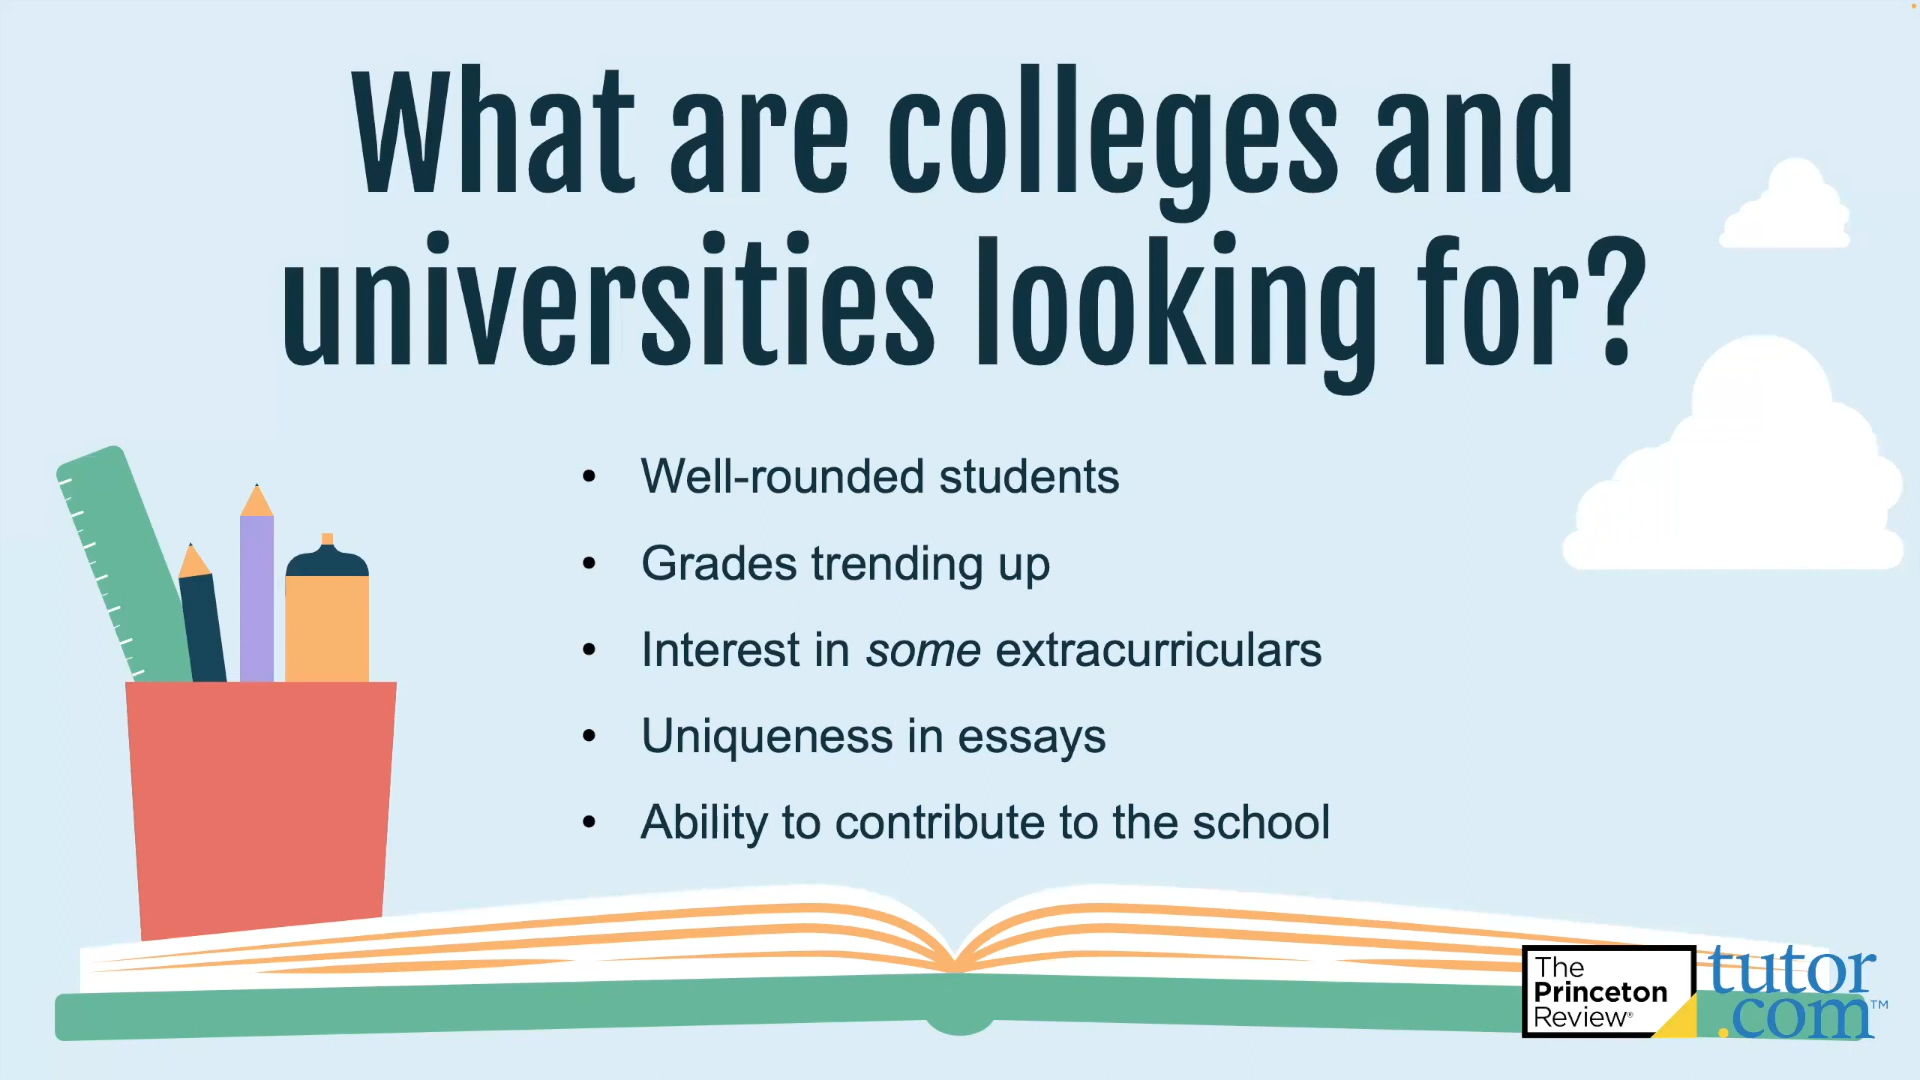 What are colleges and
universities looking for?
• Well-rounded students
• Grades trending up
• Interest in some extracurriculars
• Uniqueness in essays
• Ability to contribute to the school
The
Princeton
Review®
tutor
.com™